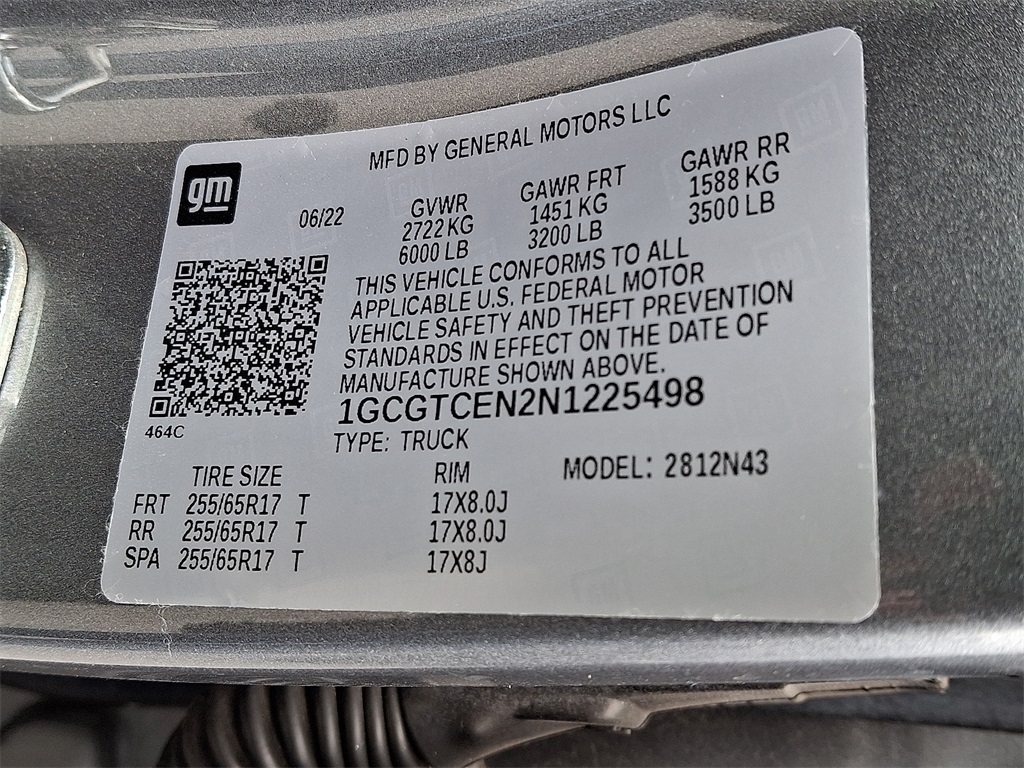 MFD BY GENERAL MOTORS LLC
gm
06/22
GVWR GAWR FRT GAWR RR
2722 KG 1451 KG 1588 KG
6000 LB 3200 LB 3500 LB
THIS VEHICLE CONFORMS TO ALL
APPLICABLE U.S. FEDERAL MOTOR
VEHICLE SAFETY AND THEFT PREVENTION
STANDARDS IN EFFECT ON THE DATE OF
MANUFACTURE SHOWN ABOVE.
1GCGTCEN2N1225498
464C
TYPE: TRUCK
MODEL: 2812N43
TIRE SIZE RIM
FRT 255/65R17 T 17X8.0J
RR 255/65R17 T 17X8.0J
SPA 255/65R17 T 17X8J